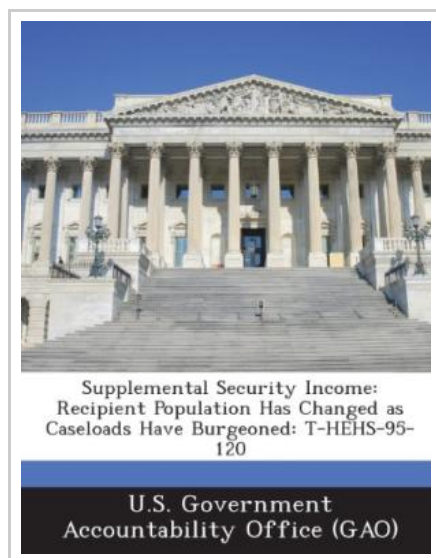 Supplemental Security Income:
Recipient Population Has Changed as
Caseloads Have Burgeoned: T-HEHS-95-
120
U.S. Government
Accountability Office (GAO)